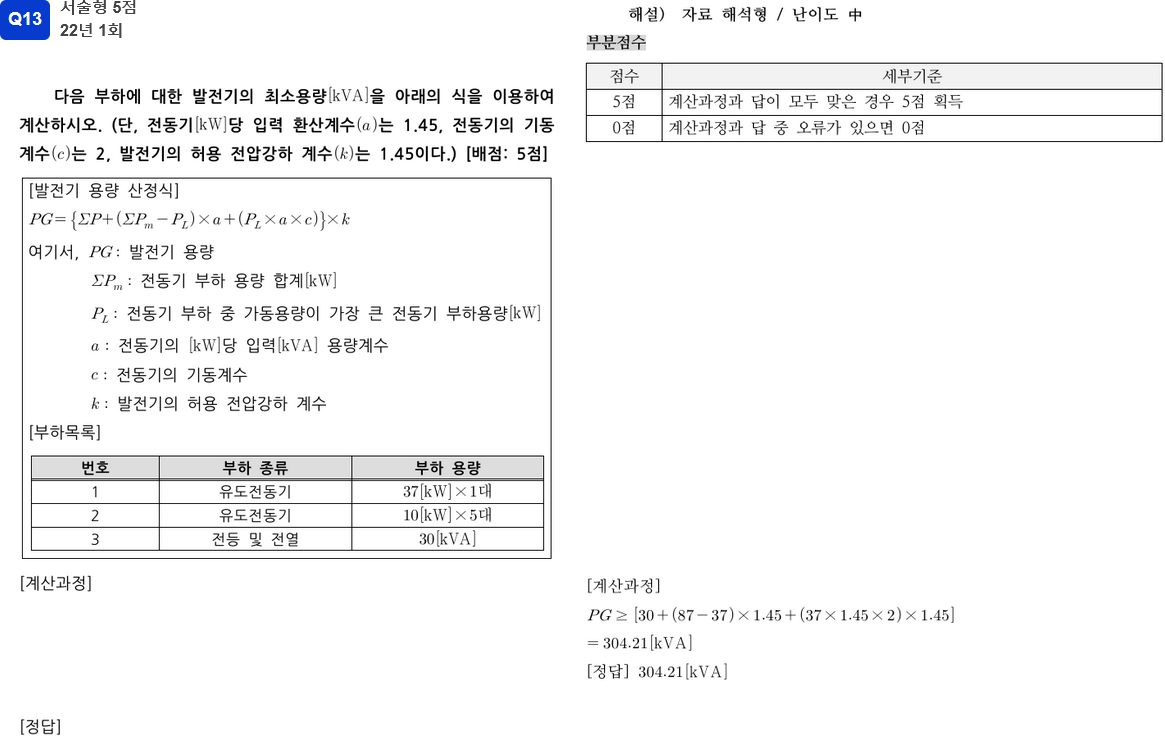 Q13
서술형 5점
22년 1회
다음 부하에 대한 발전기의 최소용량[kVA]을 아래의 식을 이용하여
계산하시오. (단, 전동기[kW]당 입력 환산계수(a)는 1.45, 전동기의 기동
계수(c)는 2, 발전기의 허용 전압강하 계수(k)는 1.45이다.) [배점: 5점]
[발전기 용량 산정식]
PG={ΣP+(ΣPₘ−P_L)×a+(P_L×a×c)}×k
여기서, PG: 발전기 용량
ΣPₘ: 전동기 부하 용량 합계[kW]
P_L: 전동기 부하 중 가동용량이 가장 큰 전동기 부하용량[kW]
a: 전동기의 [kW]당 입력[kVA] 용량계수
c: 전동기의 기동계수
k: 발전기의 허용 전압강하 계수
[부하목록]
번호 부하 종류 부하 용량
1 유도전동기 37[kW]×1대
2 유도전동기 10[kW]×5대
3 전등 및 전열 30[kVA]
[계산과정]
[정답]
해설) 자료 해석형 / 난이도 中
부분점수
점수 세부기준
5점 계산과정과 답이 모두 맞은 경우 5점 획득
0점 계산과정과 답 중 오류가 있으면 0점
[계산과정]
PG≥ [30+(87−37)×1.45+(37×1.45×2)×1.45]
=304.21[kVA]
[정답] 304.21[kVA]